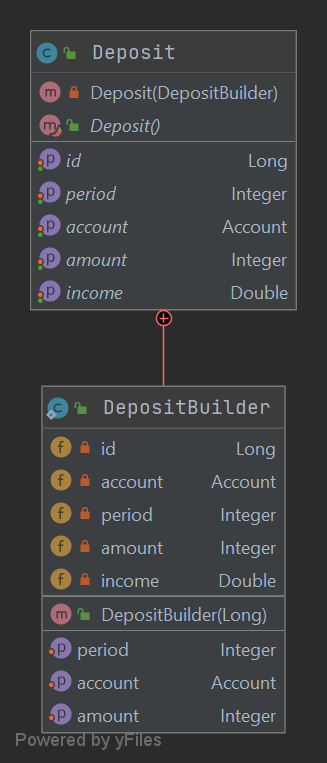 C Deposit
m Deposit(DepositBuilder)
m Deposit()
p id Long
p period Integer
p account Account
p amount Integer
p income Double
C DepositBuilder
f id Long
f account Account
f period Integer
f amount Integer
f income Double
m DepositBuilder(Long)
p period Integer
p account Account
p amount Integer
Powered by yFiles